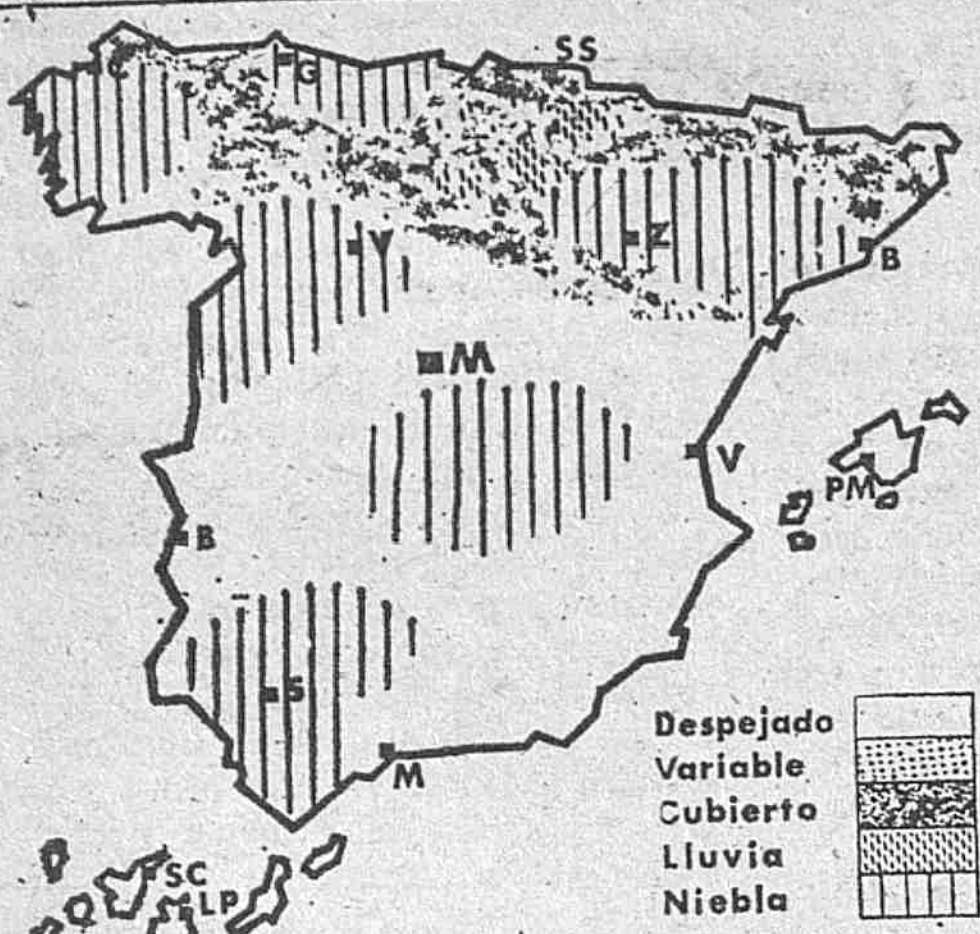 C
G
SS
V
Z
B
M
V
PM
B
S
M
SC
LP
Despejado
Variable
Cubierto
Lluvia
Niebla